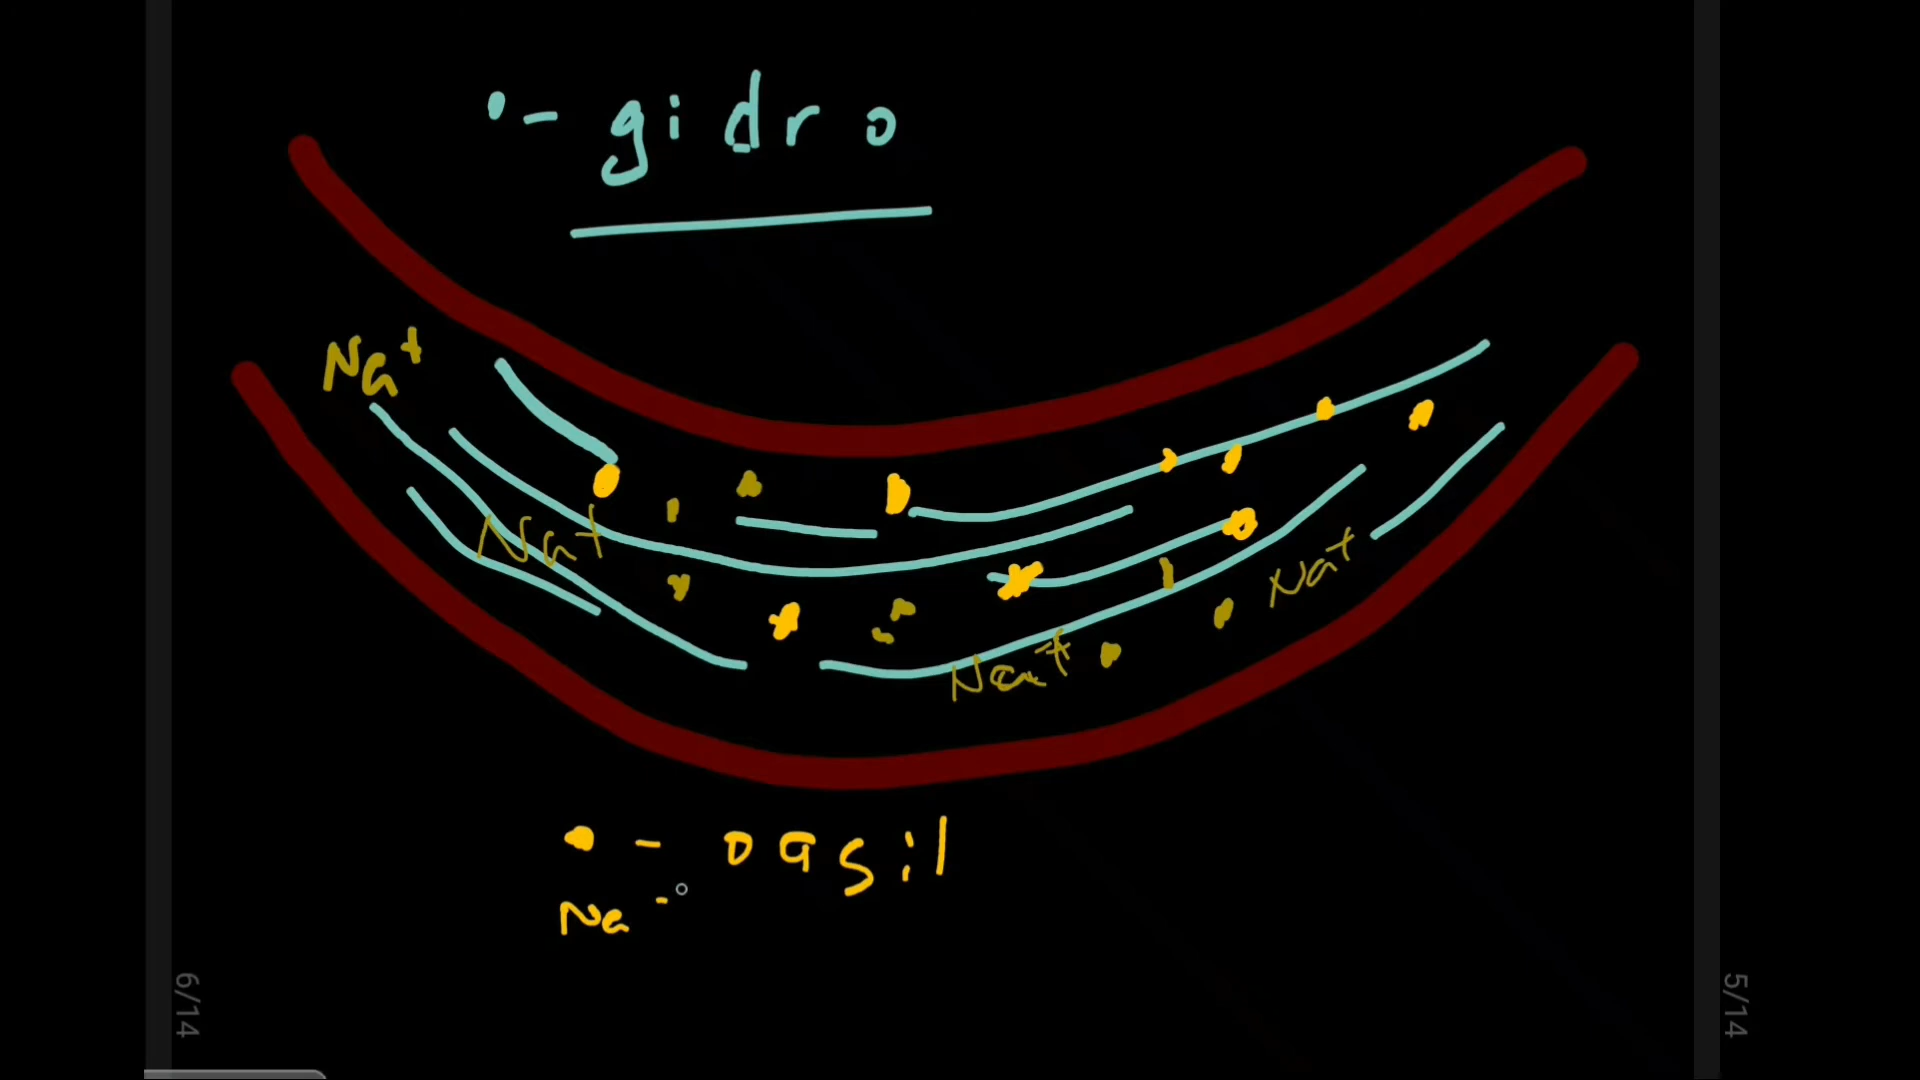 - gidro
Na+
Na+
Na+
Na+
- oqsil
Na -
6/14
5/14